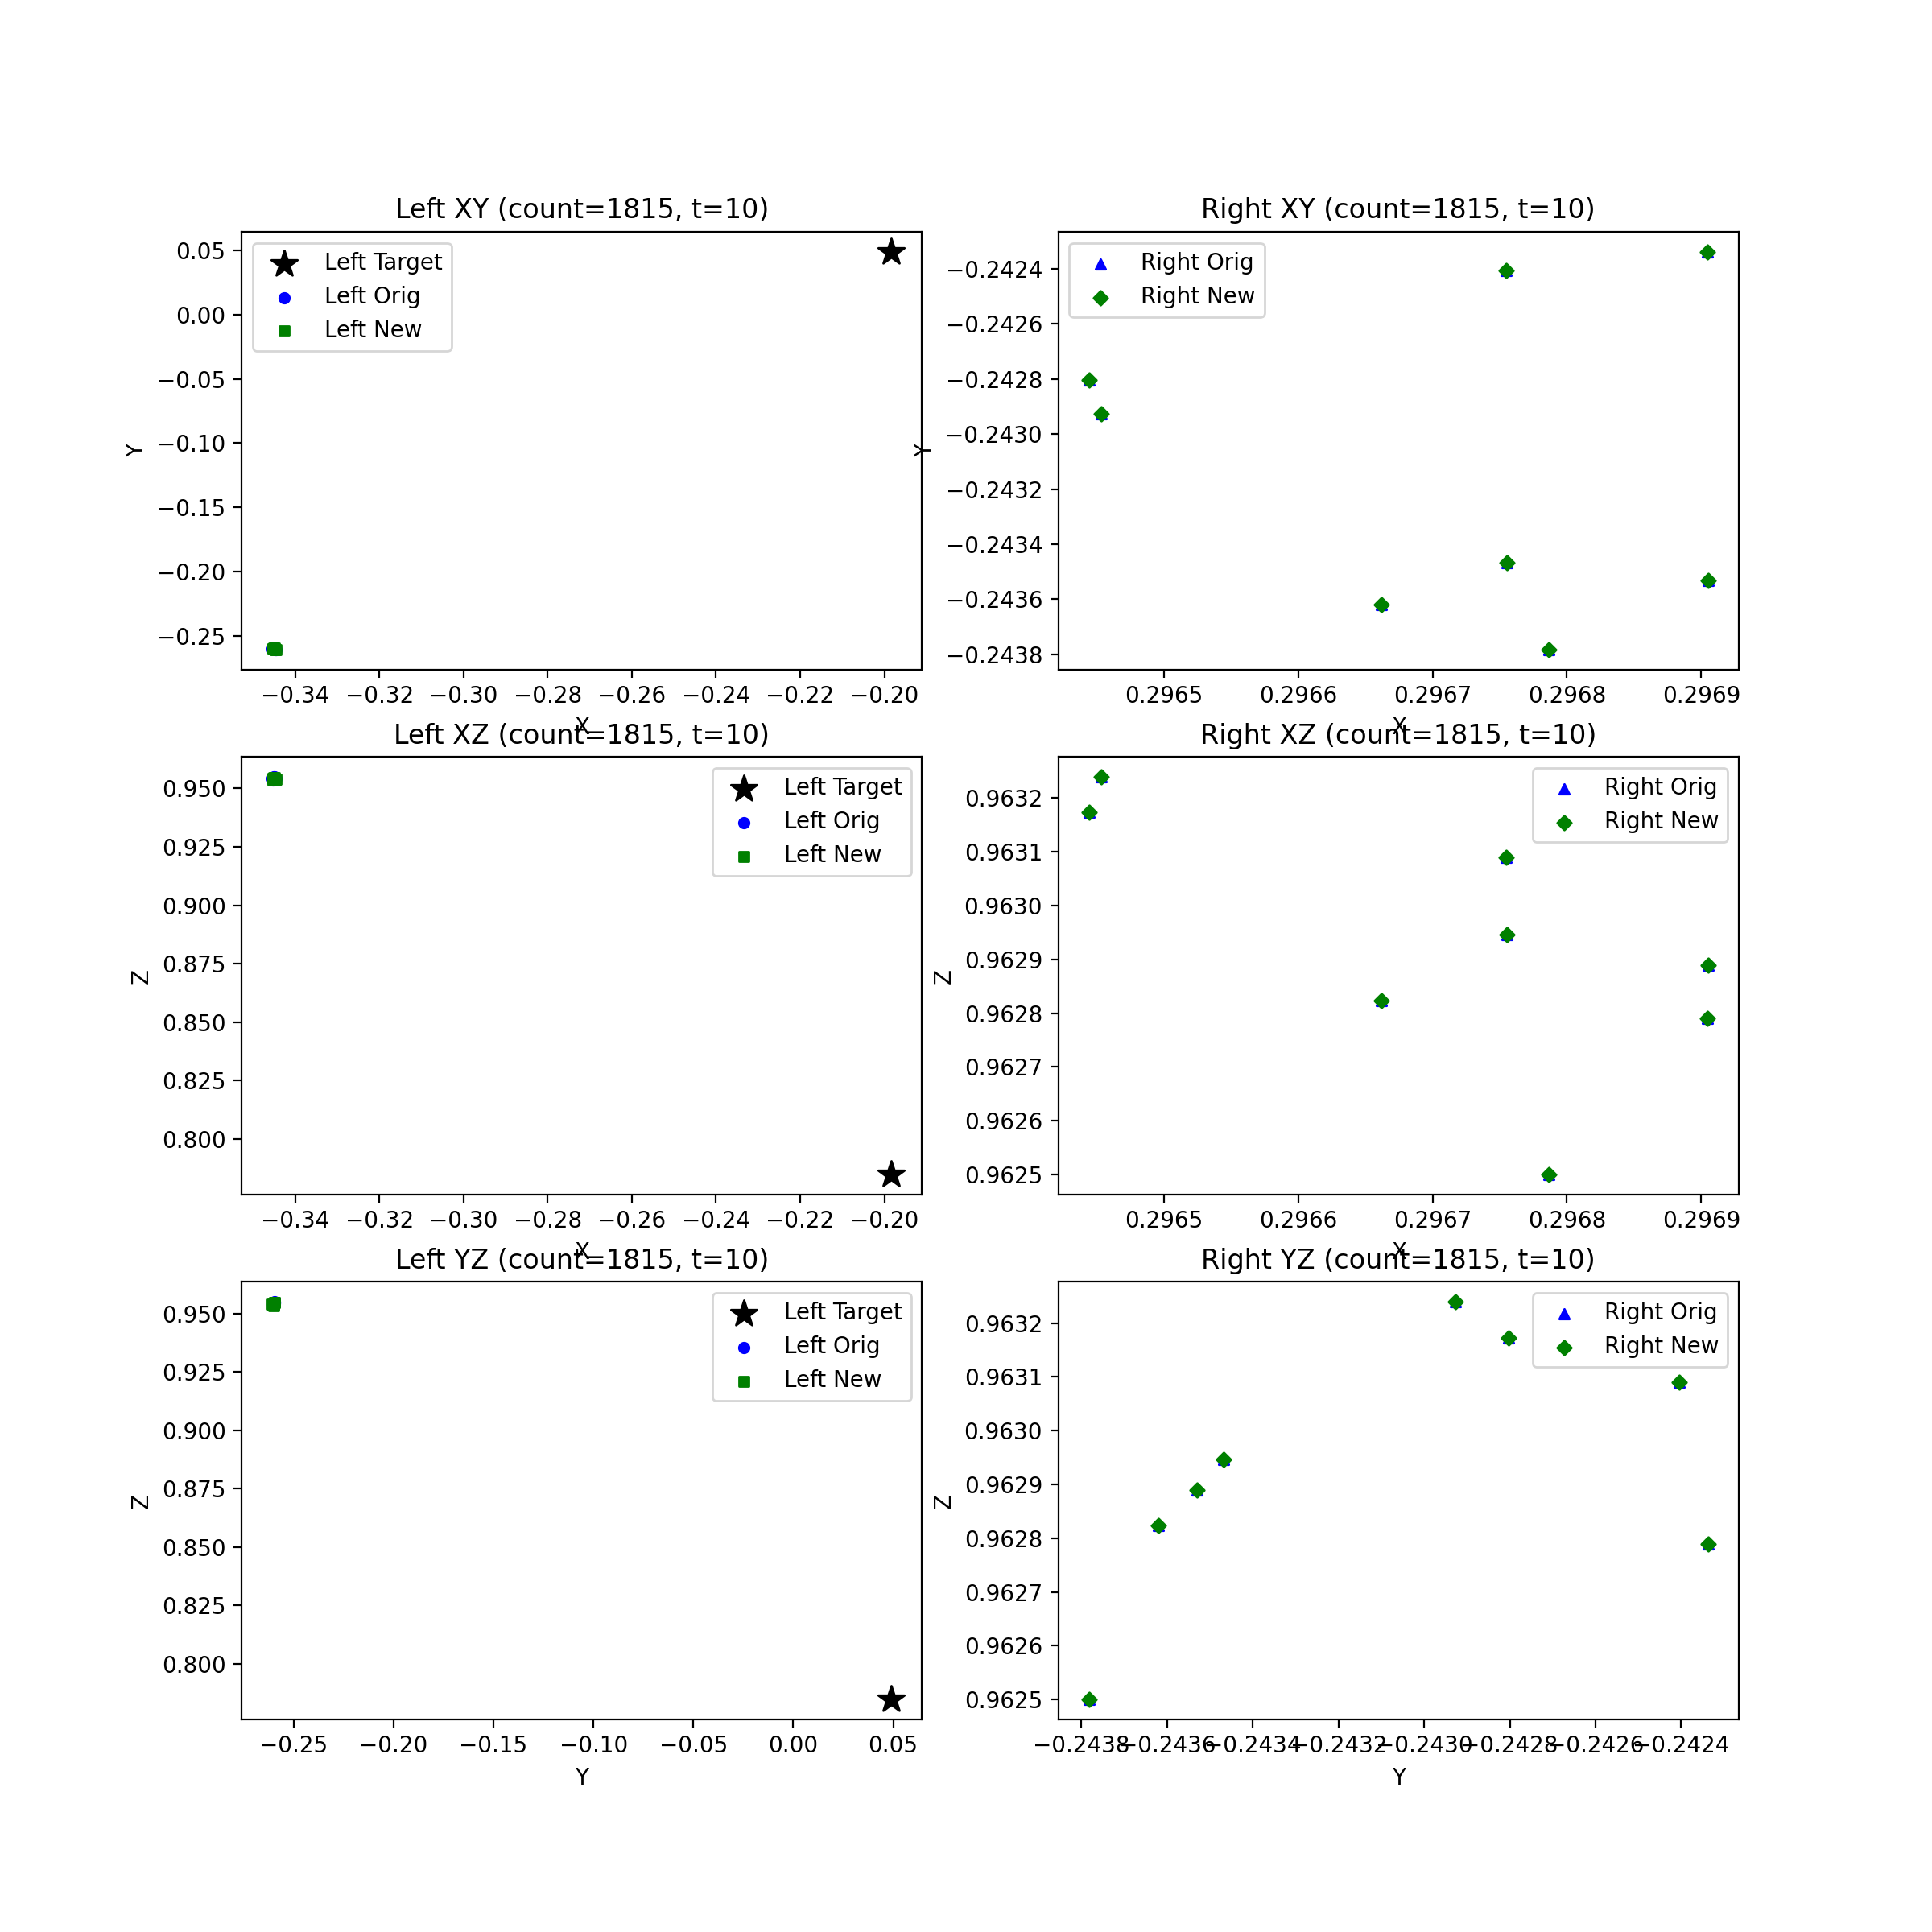 Left XY (count=1815, t=10)
Left Target
Left Orig
Left New
0.05
0.00
−0.05
−0.10
−0.15
−0.20
−0.25
Y
−0.34 −0.32 −0.30 −0.28 −0.26 −0.24 −0.22 −0.20
X
Right XY (count=1815, t=10)
Right Orig
Right New
−0.2424
−0.2426
−0.2428
−0.2430
−0.2432
−0.2434
−0.2436
−0.2438
Y
0.2965 0.2966 0.2967 0.2968 0.2969
X
Left XZ (count=1815, t=10)
Left Target
Left Orig
Left New
0.950
0.925
0.900
0.875
0.850
0.825
0.800
Z
−0.34 −0.32 −0.30 −0.28 −0.26 −0.24 −0.22 −0.20
X
Right XZ (count=1815, t=10)
Right Orig
Right New
0.9632
0.9631
0.9630
0.9629
0.9628
0.9627
0.9626
0.9625
Z
0.2965 0.2966 0.2967 0.2968 0.2969
X
Left YZ (count=1815, t=10)
Left Target
Left Orig
Left New
0.950
0.925
0.900
0.875
0.850
0.825
0.800
Z
−0.25 −0.20 −0.15 −0.10 −0.05 0.00 0.05
Y
Right YZ (count=1815, t=10)
Right Orig
Right New
0.9632
0.9631
0.9630
0.9629
0.9628
0.9627
0.9626
0.9625
Z
−0.2438 −0.2436 −0.2434 −0.2432 −0.2430 −0.2428 −0.2426 −0.2424
Y